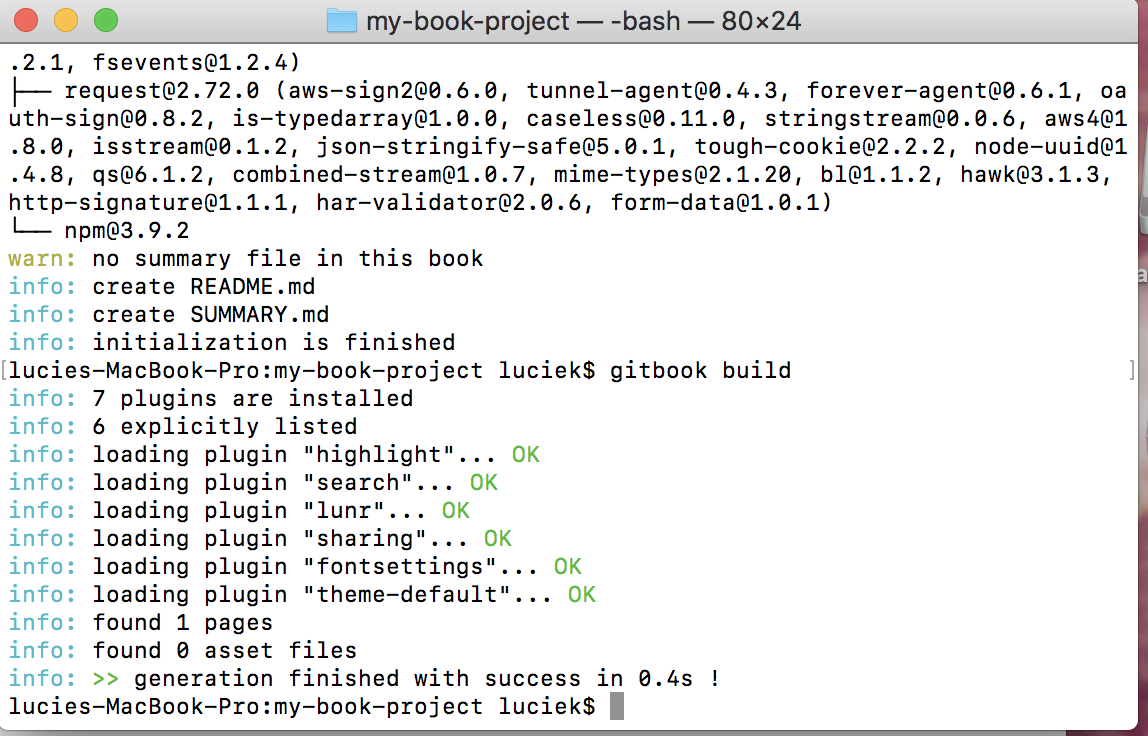 my-book-project — -bash — 80×24
.2.1, fsevents@1.2.4)
├── request@2.72.0 (aws-sign2@0.6.0, tunnel-agent@0.4.3, forever-agent@0.6.1, oa
uth-sign@0.8.2, is-typedarray@1.0.0, caseless@0.11.0, stringstream@0.0.6, aws4@1
.8.0, isstream@0.1.2, json-stringify-safe@5.0.1, tough-cookie@2.2.2, node-uuid@1
.4.8, qs@6.1.2, combined-stream@1.0.7, mime-types@2.1.20, bl@1.1.2, hawk@3.1.3,
http-signature@1.1.1, har-validator@2.0.6, form-data@1.0.1)
└── npm@3.9.2
warn: no summary file in this book
info: create README.md
info: create SUMMARY.md
info: initialization is finished
[lucies-MacBook-Pro:my-book-project luciek$ gitbook build ]
info: 7 plugins are installed
info: 6 explicitly listed
info: loading plugin "highlight"... OK
info: loading plugin "search"... OK
info: loading plugin "lunr"... OK
info: loading plugin "sharing"... OK
info: loading plugin "fontsettings"... OK
info: loading plugin "theme-default"... OK
info: found 1 pages
info: found 0 asset files
info: >> generation finished with success in 0.4s !
lucies-MacBook-Pro:my-book-project luciek$